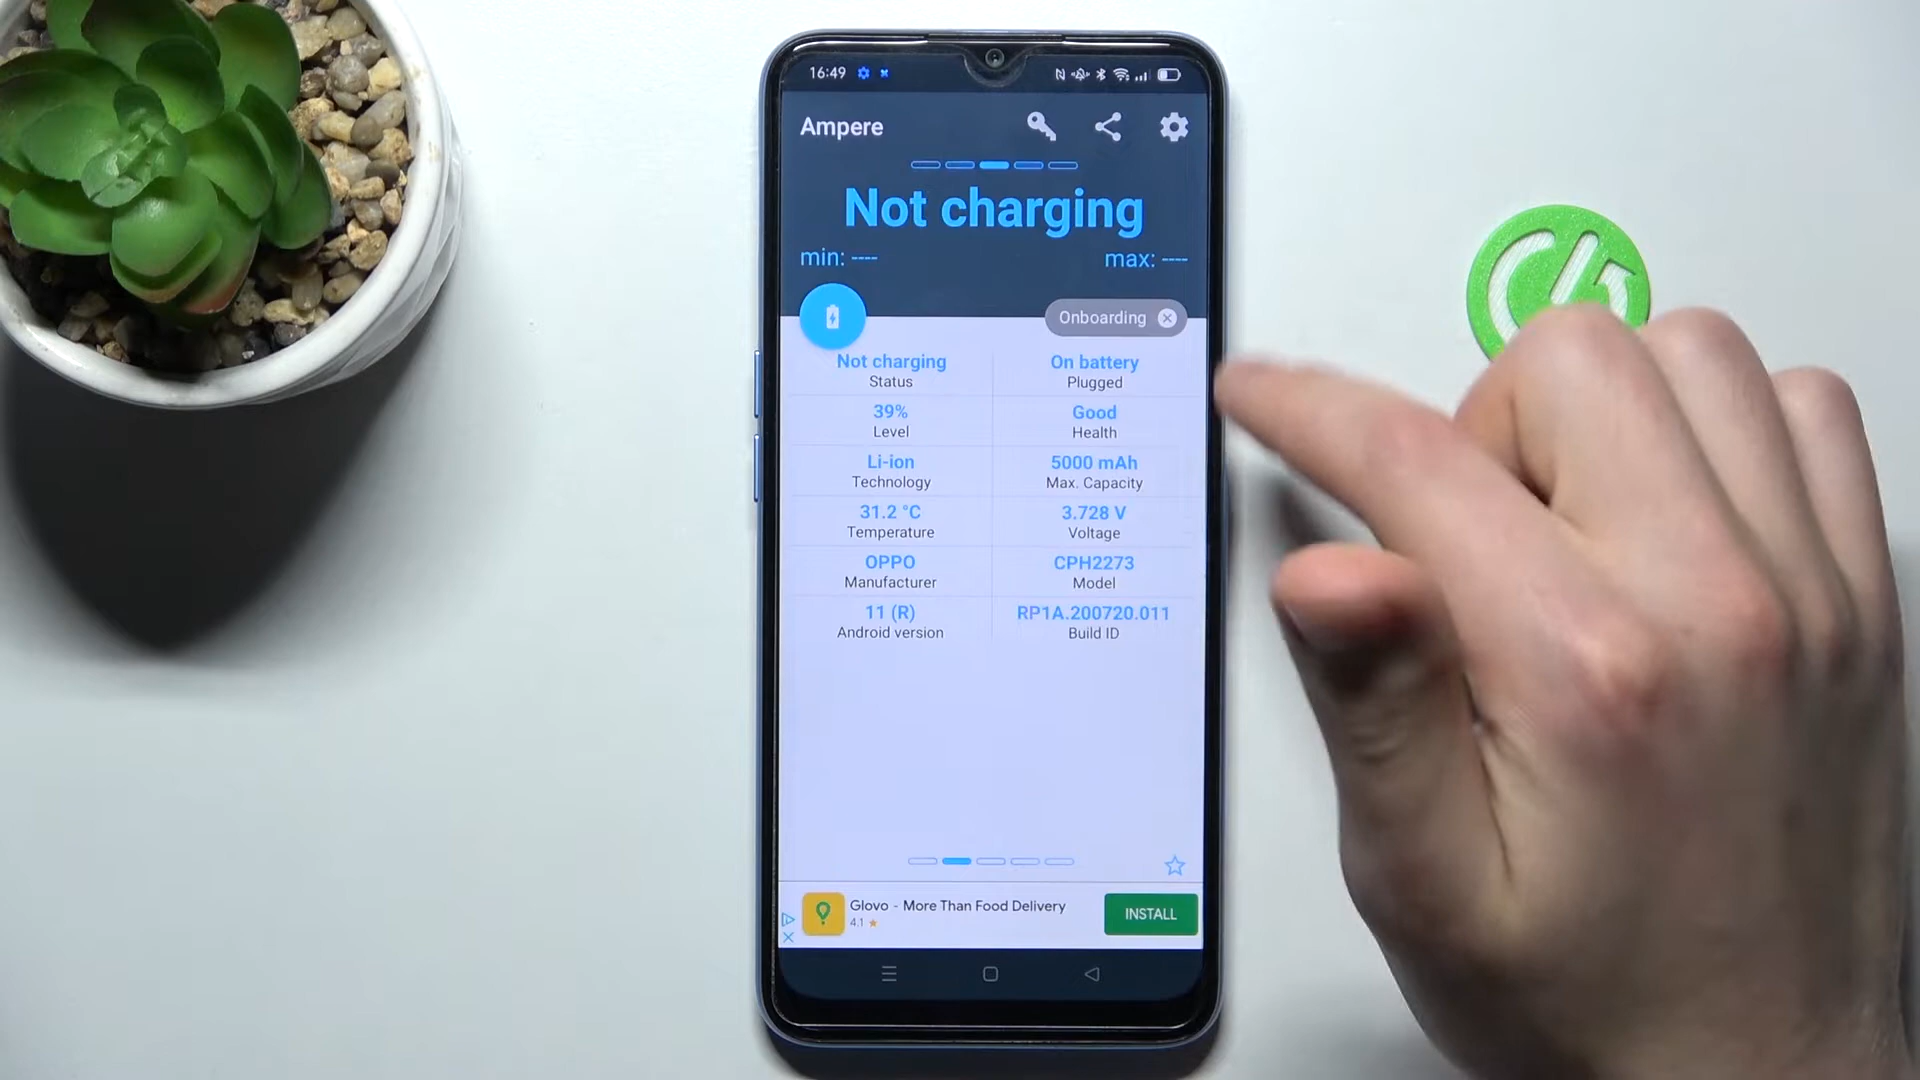 16:49
Ampere
Not charging
min: ----
max: ----
Onboarding
Not charging
Status
On battery
Plugged
39%
Level
Good
Health
Li-ion
Technology
5000 mAh
Max. Capacity
31.2 °C
Temperature
3.728 V
Voltage
OPPO
Manufacturer
CPH2273
Model
11 (R)
Android version
RP1A.200720.011
Build ID
Glovo - More Than Food Delivery
4.1 ★
INSTALL